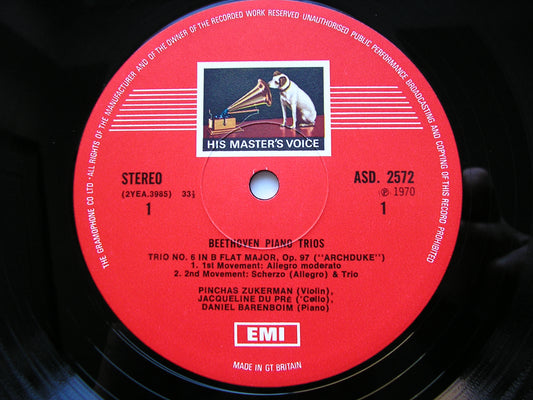 THE GRAMOPHONE CO LTD · ALL RIGHTS OF THE MANUFACTURER AND OF THE OWNER OF THE RECORDED WORK RESERVED UNAUTHORISED PUBLIC PERFORMANCE BROADCASTING AND COPYING OF THIS RECORD PROHIBITED
HIS MASTER'S VOICE
STEREO
(2YEA.3985) 33⅓
1
ASD. 2572
℗ 1970
1
BEETHOVEN PIANO TRIOS
TRIO NO. 6 IN B FLAT MAJOR, Op. 97 ("ARCHDUKE")
1. 1st Movement: Allegro moderato
2. 2nd Movement: Scherzo (Allegro) & Trio
PINCHAS ZUKERMAN (Violin),
JACQUELINE DU PRÉ ('Cello),
DANIEL BARENBOIM (Piano)
EMI
MADE IN GT BRITAIN